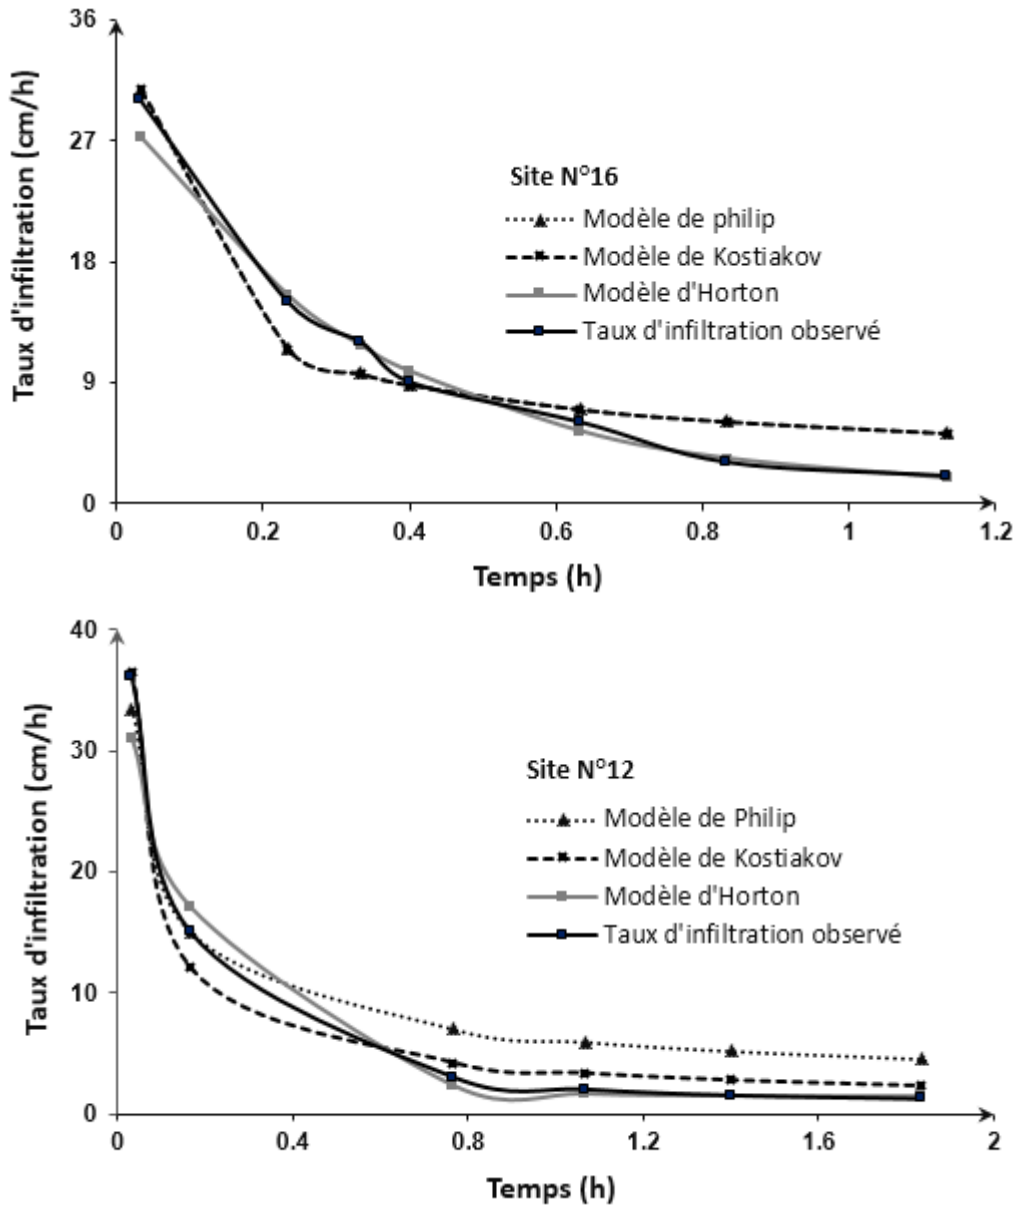 36
27
18
9
0
Taux d'infiltration (cm/h)
Site N°16
Modèle de philip
Modèle de Kostiakov
Modèle d'Horton
Taux d'infiltration observé
0 0.2 0.4 0.6 0.8 1 1.2
Temps (h)
40
30
20
10
0
Taux d'infiltration (cm/h)
Site N°12
Modèle de Philip
Modèle de Kostiakov
Modèle d'Horton
Taux d'infiltration observé
0 0.4 0.8 1.2 1.6 2
Temps (h)